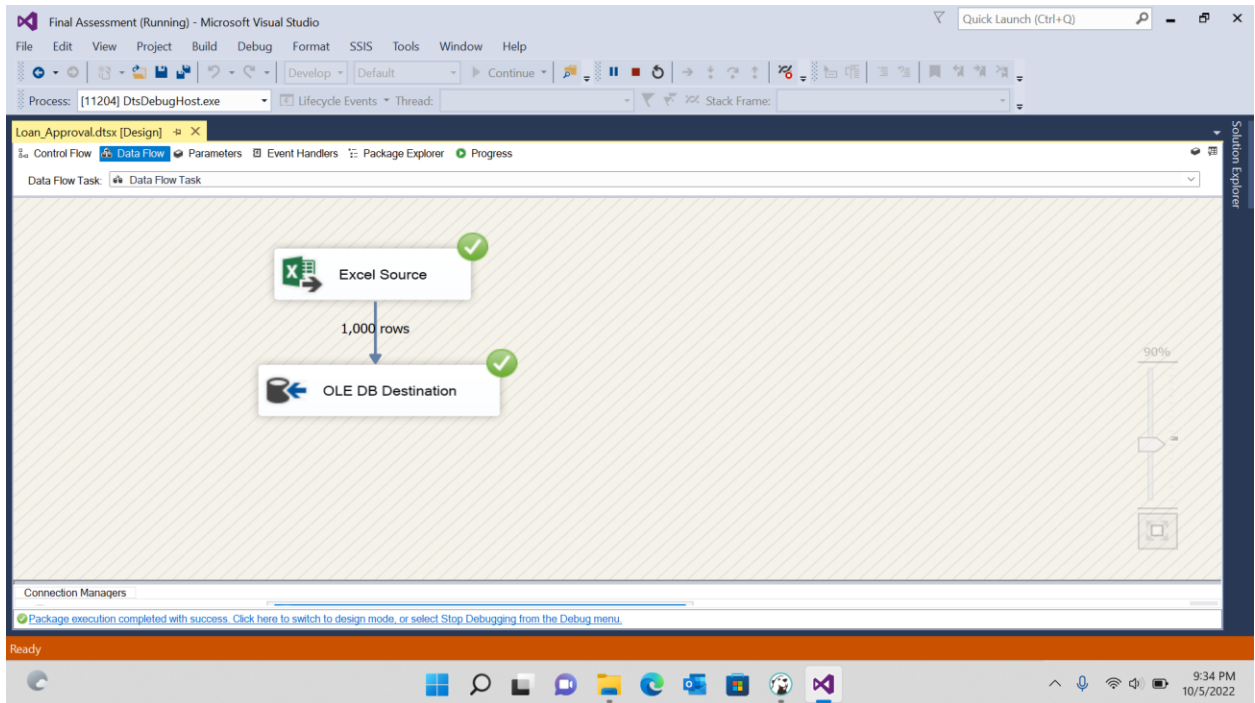 Final Assessment (Running) - Microsoft Visual Studio
Quick Launch (Ctrl+Q)
File Edit View Project Build Debug Format SSIS Tools Window Help
Develop Default Continue
Process: [11204] DtsDebugHost.exe Lifecycle Events Thread: Stack Frame:
Loan_Approval.dtsx [Design]
Control Flow Data Flow Parameters Event Handlers Package Explorer Progress
Data Flow Task: Data Flow Task
Solution Explorer
Excel Source
1,000 rows
OLE DB Destination
90%
Connection Managers
Package execution completed with success. Click here to switch to design mode, or select Stop Debugging from the Debug menu.
Ready
9:34 PM
10/5/2022